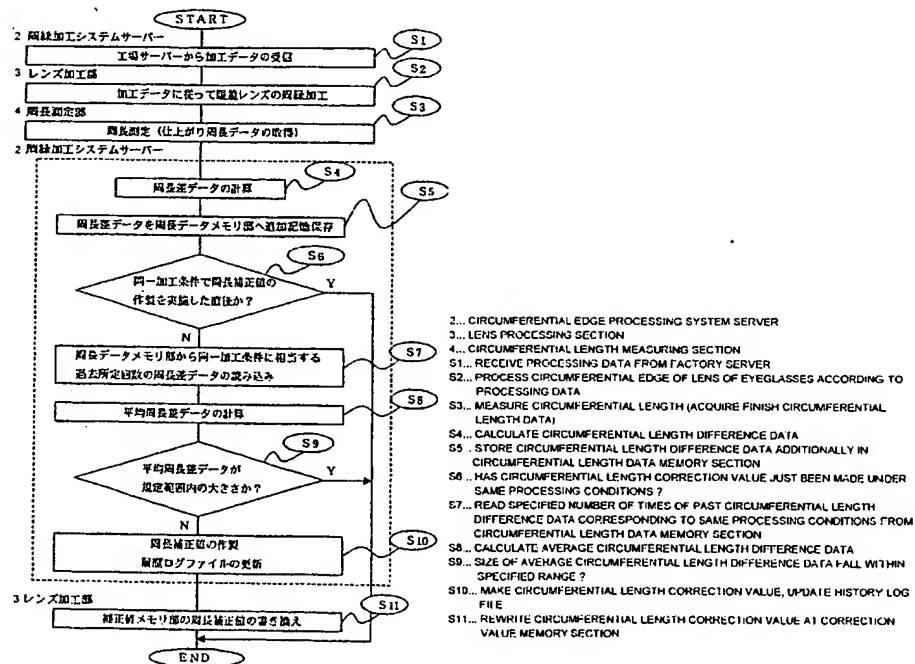 START
2 周縁加工システムサーバー
S1
工場サーバーから加工データの受信
3 レンズ加工部
S2
加工データに従って眼鏡レンズの周縁加工
4 周長測定部
S3
周長測定（仕上がり周長データの取得）
2 周縁加工システムサーバー
S4
周長差データの計算
S5
周長差データを周長データメモリ部へ追加記憶保存
S6
同一加工条件で周長補正値の
作製を実施した直後か？
Y
N
周長データメモリ部から同一加工条件に相当する
過去所定回数の周長差データの読み込み
S7
S8
平均周長差データの計算
S9
平均周長差データが
規定範囲内の大きさか？
Y
N
周長補正値の作製
履歴ログファイルの更新
S10
3 レンズ加工部
S11
補正値メモリ部の周長補正値の書き換え
END
2... CIRCUMFERENTIAL EDGE PROCESSING SYSTEM SERVER
3... LENS PROCESSING SECTION
4... CIRCUMFERENTIAL LENGTH MEASURING SECTION
S1... RECEIVE PROCESSING DATA FROM FACTORY SERVER
S2... PROCESS CIRCUMFERENTIAL EDGE OF LENS OF EYEGLASSES ACCORDING TO
PROCESSING DATA
S3... MEASURE CIRCUMFERENTIAL LENGTH (ACQUIRE FINISH CIRCUMFERENTIAL
LENGTH DATA)
S4... CALCULATE CIRCUMFERENTIAL LENGTH DIFFERENCE DATA
S5... STORE CIRCUMFERENTIAL LENGTH DIFFERENCE DATA ADDITIONALLY IN
CIRCUMFERENTIAL LENGTH DATA MEMORY SECTION
S6... HAS CIRCUMFERENTIAL LENGTH CORRECTION VALUE JUST BEEN MADE UNDER
SAME PROCESSING CONDITIONS ?
S7... READ SPECIFIED NUMBER OF TIMES OF PAST CIRCUMFERENTIAL LENGTH
DIFFERENCE DATA CORRESPONDING TO SAME PROCESSING CONDITIONS FROM
CIRCUMFERENTIAL LENGTH DATA MEMORY SECTION
S8... CALCULATE AVERAGE CIRCUMFERENTIAL LENGTH DIFFERENCE DATA
S9... SIZE OF AVERAGE CIRCUMFERENTIAL LENGTH DIFFERENCE DATA FALL WITHIN
SPECIFIED RANGE ?
S10... MAKE CIRCUMFERENTIAL LENGTH CORRECTION VALUE, UPDATE HISTORY LOG
FILE
S11... REWRITE CIRCUMFERENTIAL LENGTH CORRECTION VALUE AT CORRECTION
VALUE MEMORY SECTION